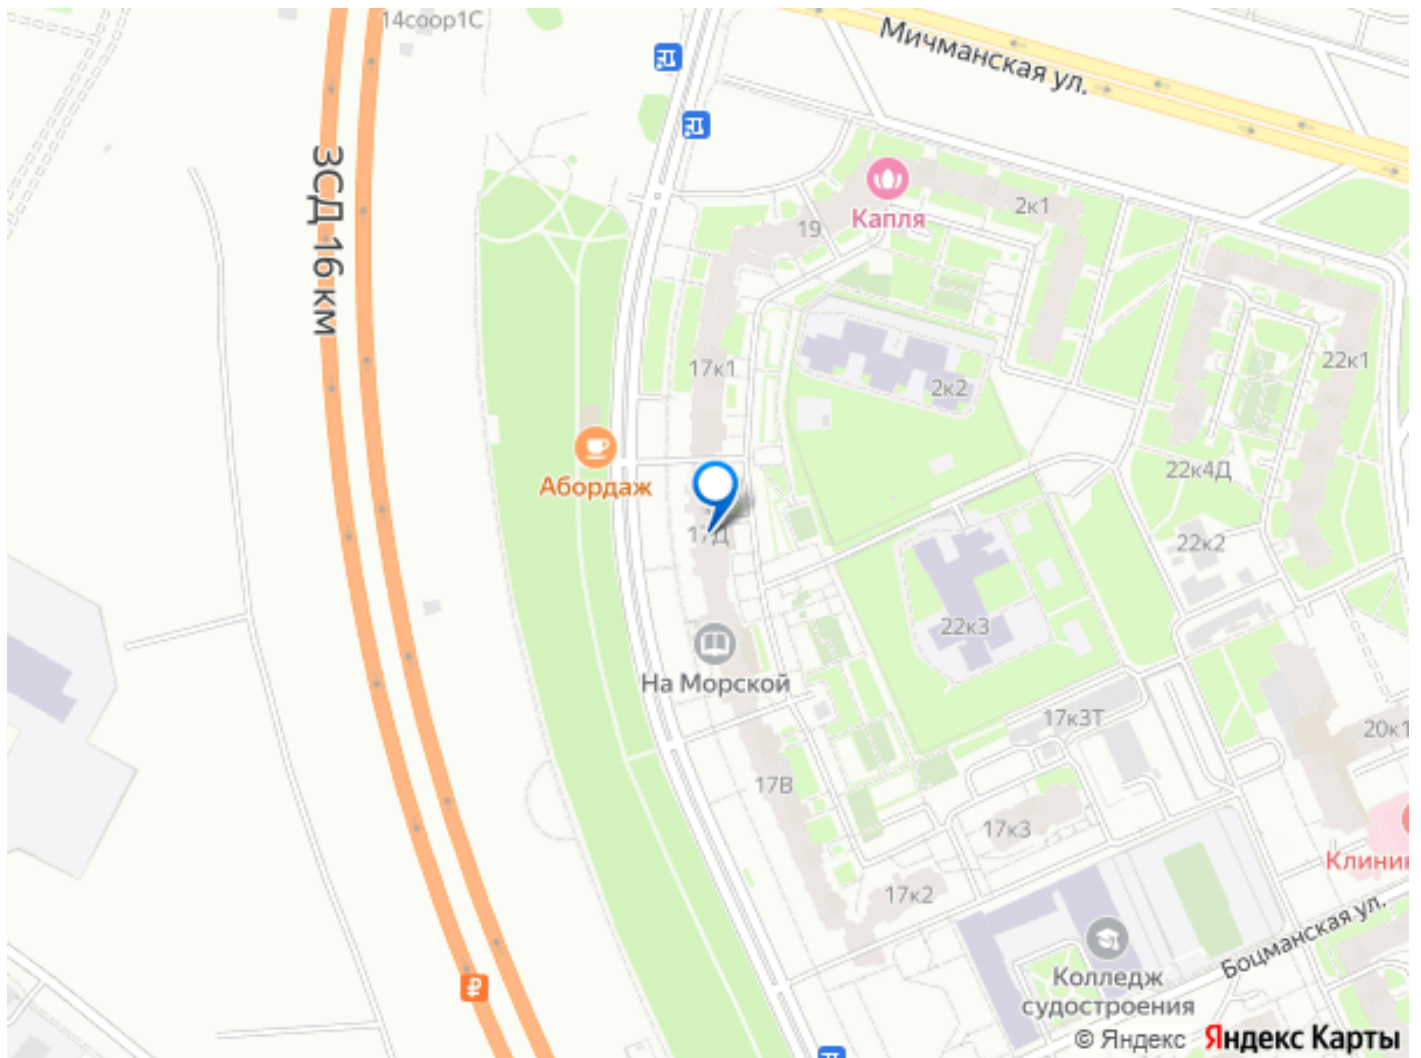 14соор1С
Мичманская ул.
ЗСД 16 км
Капля
2к1
19
17к1
2к2
22к1
Абордаж
22к4Д
17Д
22к2
22к3
На Морской
17к3Т
20к1
17В
17к3
Клиник
17к2
Боцманская ул.
Колледж
судостроения
© Яндекс Яндекс Карты